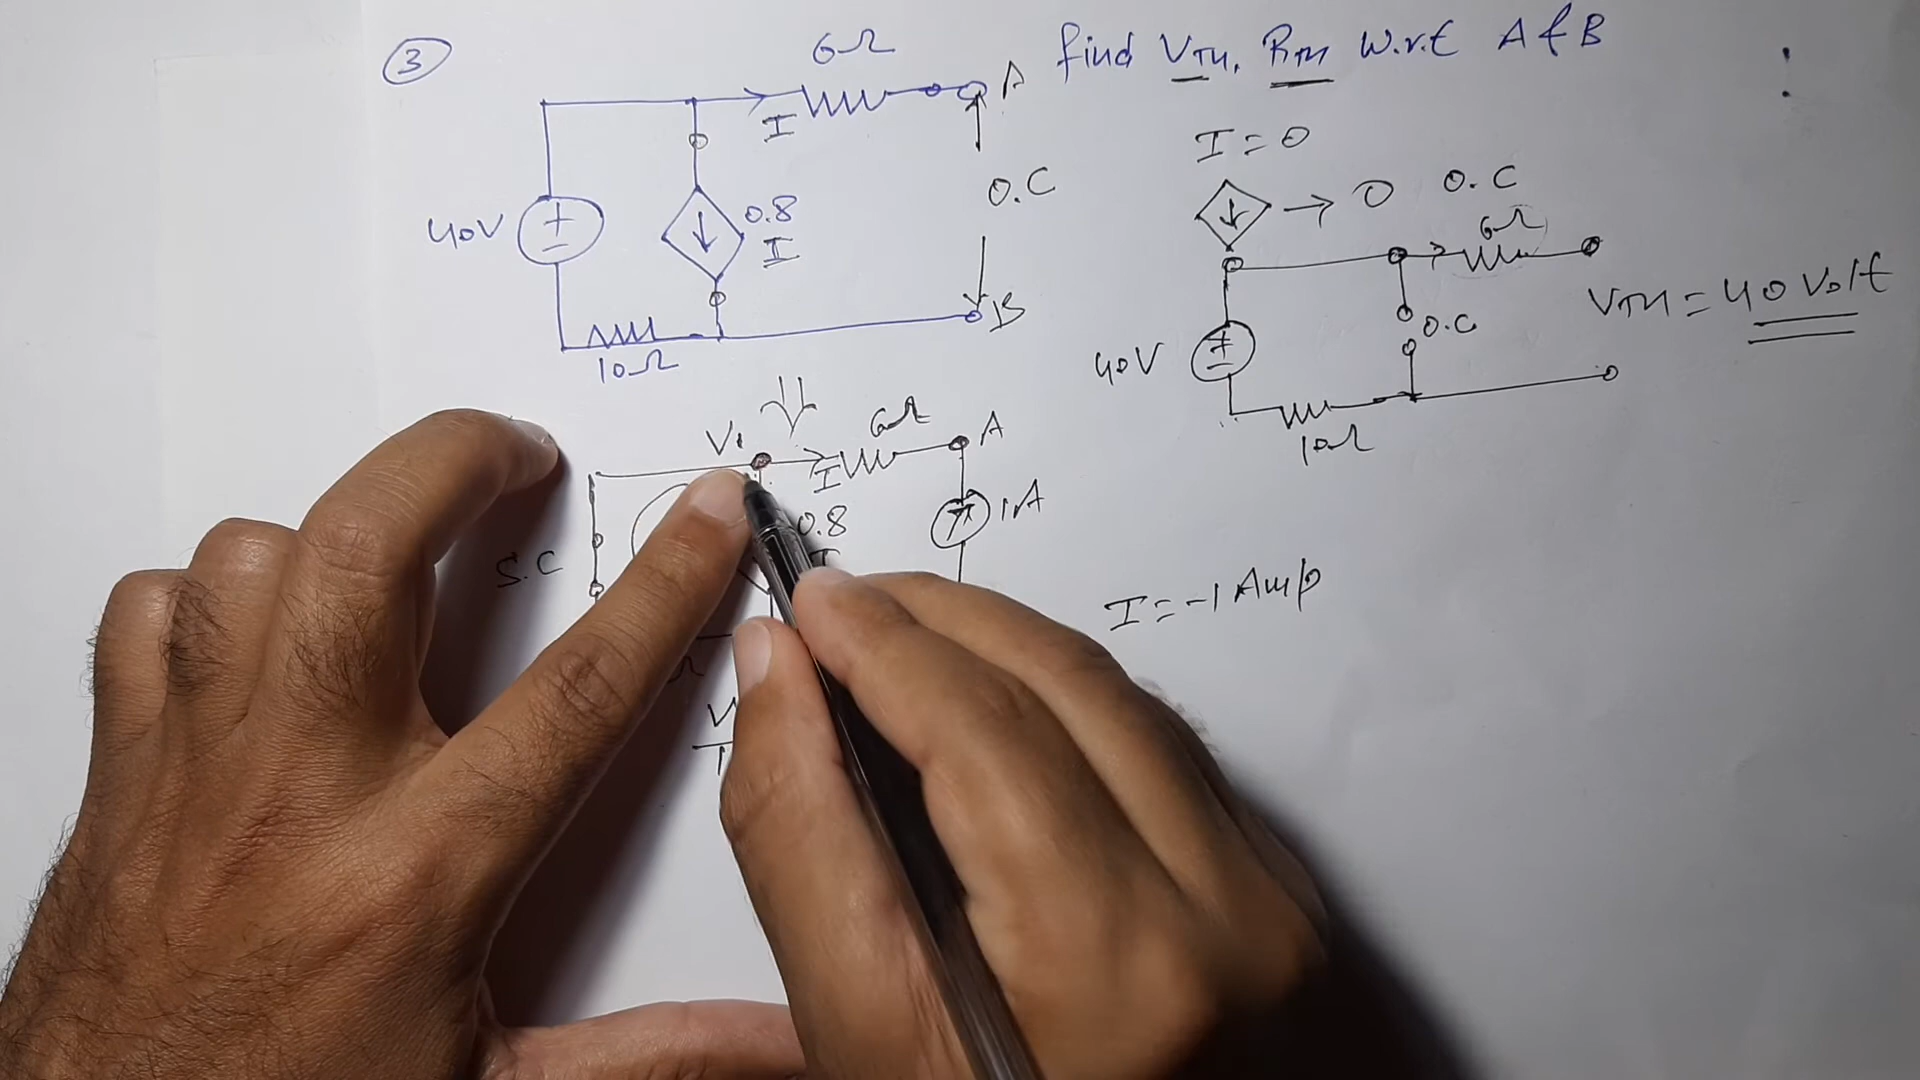 3
find VTH, RTH w.r.t A & B
6Ω
A
I
40V
0.8
I
O.C
B
10Ω
I = 0
→ 0
O.C
6Ω
40V
O.C
10Ω
VTH = 40 Volt
V1
6Ω
A
I
0.8
I
1A
S.C
I = -1 Amp
V